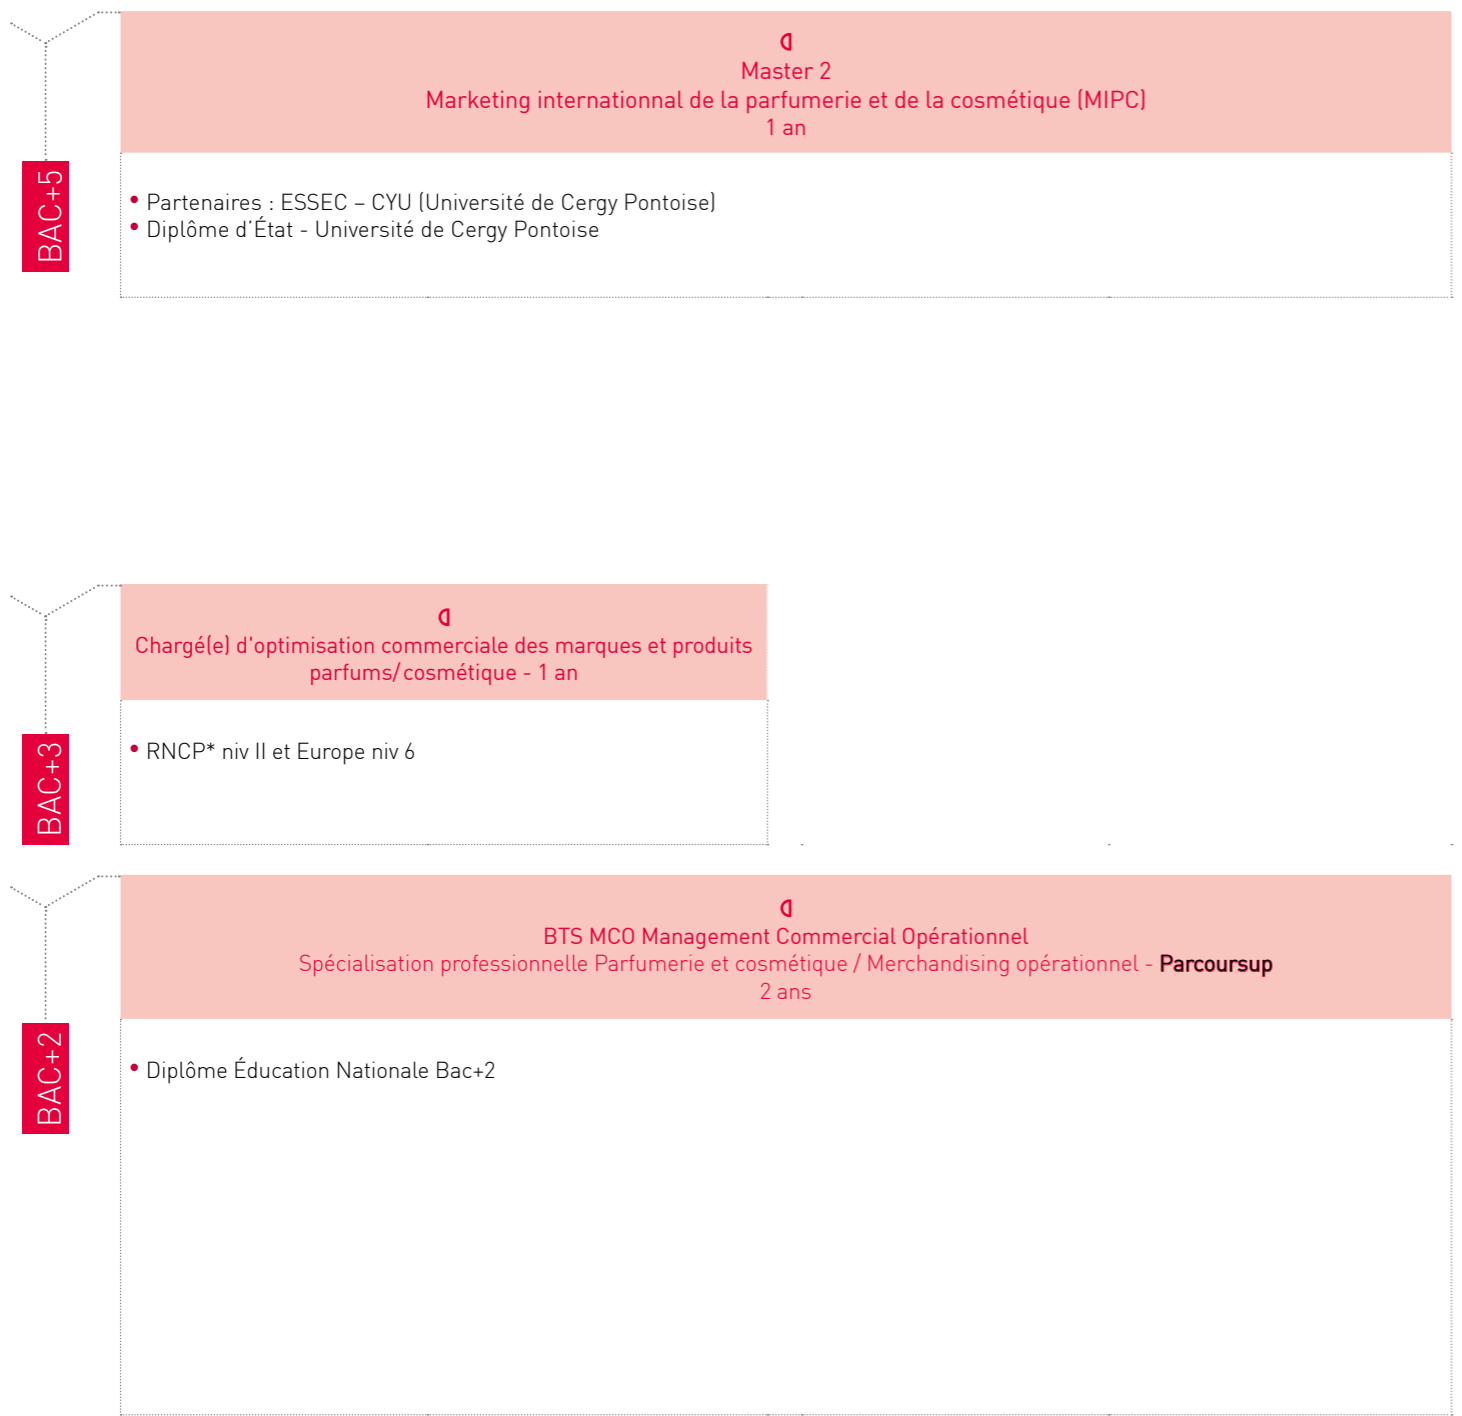 Master 2
Marketing internationnal de la parfumerie et de la cosmétique (MIPC)
1 an
BAC+5
• Partenaires : ESSEC – CYU (Université de Cergy Pontoise)
• Diplôme d’État - Université de Cergy Pontoise
Chargé(e) d'optimisation commerciale des marques et produits
parfums/cosmétique - 1 an
BAC+3
• RNCP* niv II et Europe niv 6
BTS MCO Management Commercial Opérationnel
Spécialisation professionnelle Parfumerie et cosmétique / Merchandising opérationnel - Parcoursup
2 ans
BAC+2
• Diplôme Éducation Nationale Bac+2